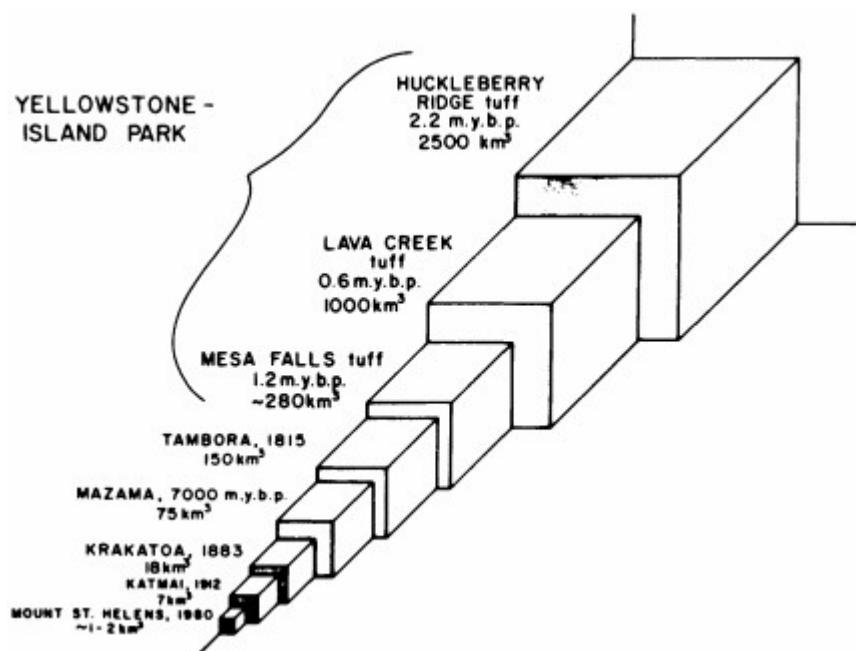 YELLOWSTONE -
ISLAND PARK
HUCKLEBERRY
RIDGE tuff
2.2 m.y.b.p.
2500 km³
LAVA CREEK
tuff
0.6 m.y.b.p.
1000km³
MESA FALLS tuff
1.2 m.y.b.p.
~280km³
TAMBORA, 1815
150km³
MAZAMA, 7000 m.y.b.p.
75km³
KRAKATOA, 1883
18km³
KATMAI, 1912
7km³
MOUNT ST. HELENS, 1980
~1-2km³